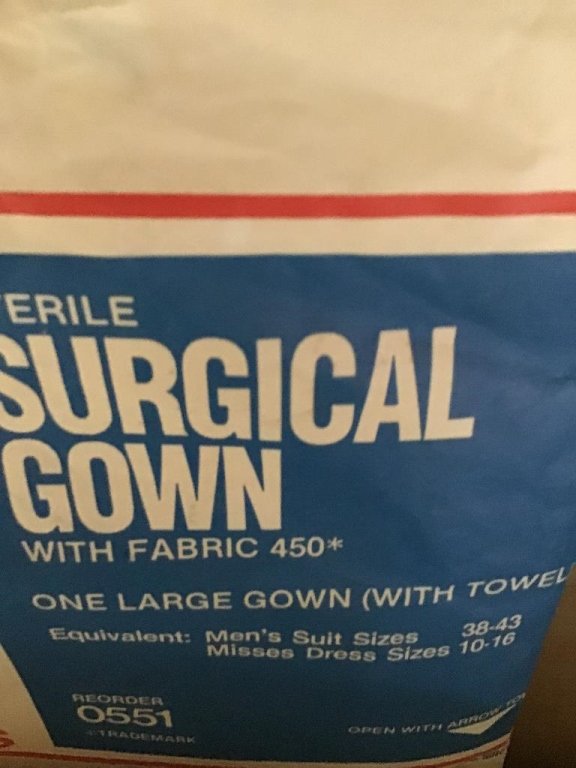 ERILE
SURGICAL
GOWN
WITH FABRIC 450*
ONE LARGE GOWN (WITH TOWEL
Equivalent: Men's Suit Sizes 38-43
Misses Dress Sizes 10-16
REORDER
0551
*TRADEMARK
OPEN WITH ARROW TO